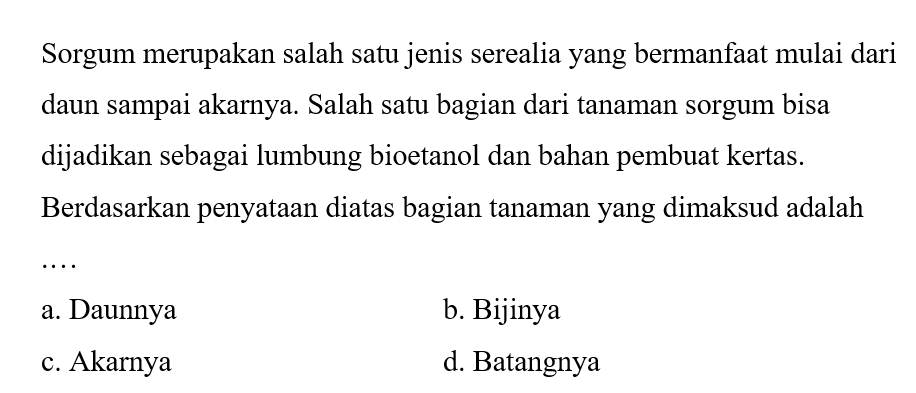 Sorgum merupakan salah satu jenis serealia yang bermanfaat mulai dari
daun sampai akarnya. Salah satu bagian dari tanaman sorgum bisa
dijadikan sebagai lumbung bioetanol dan bahan pembuat kertas.
Berdasarkan penyataan diatas bagian tanaman yang dimaksud adalah
....
a. Daunnya b. Bijinya
c. Akarnya d. Batangnya